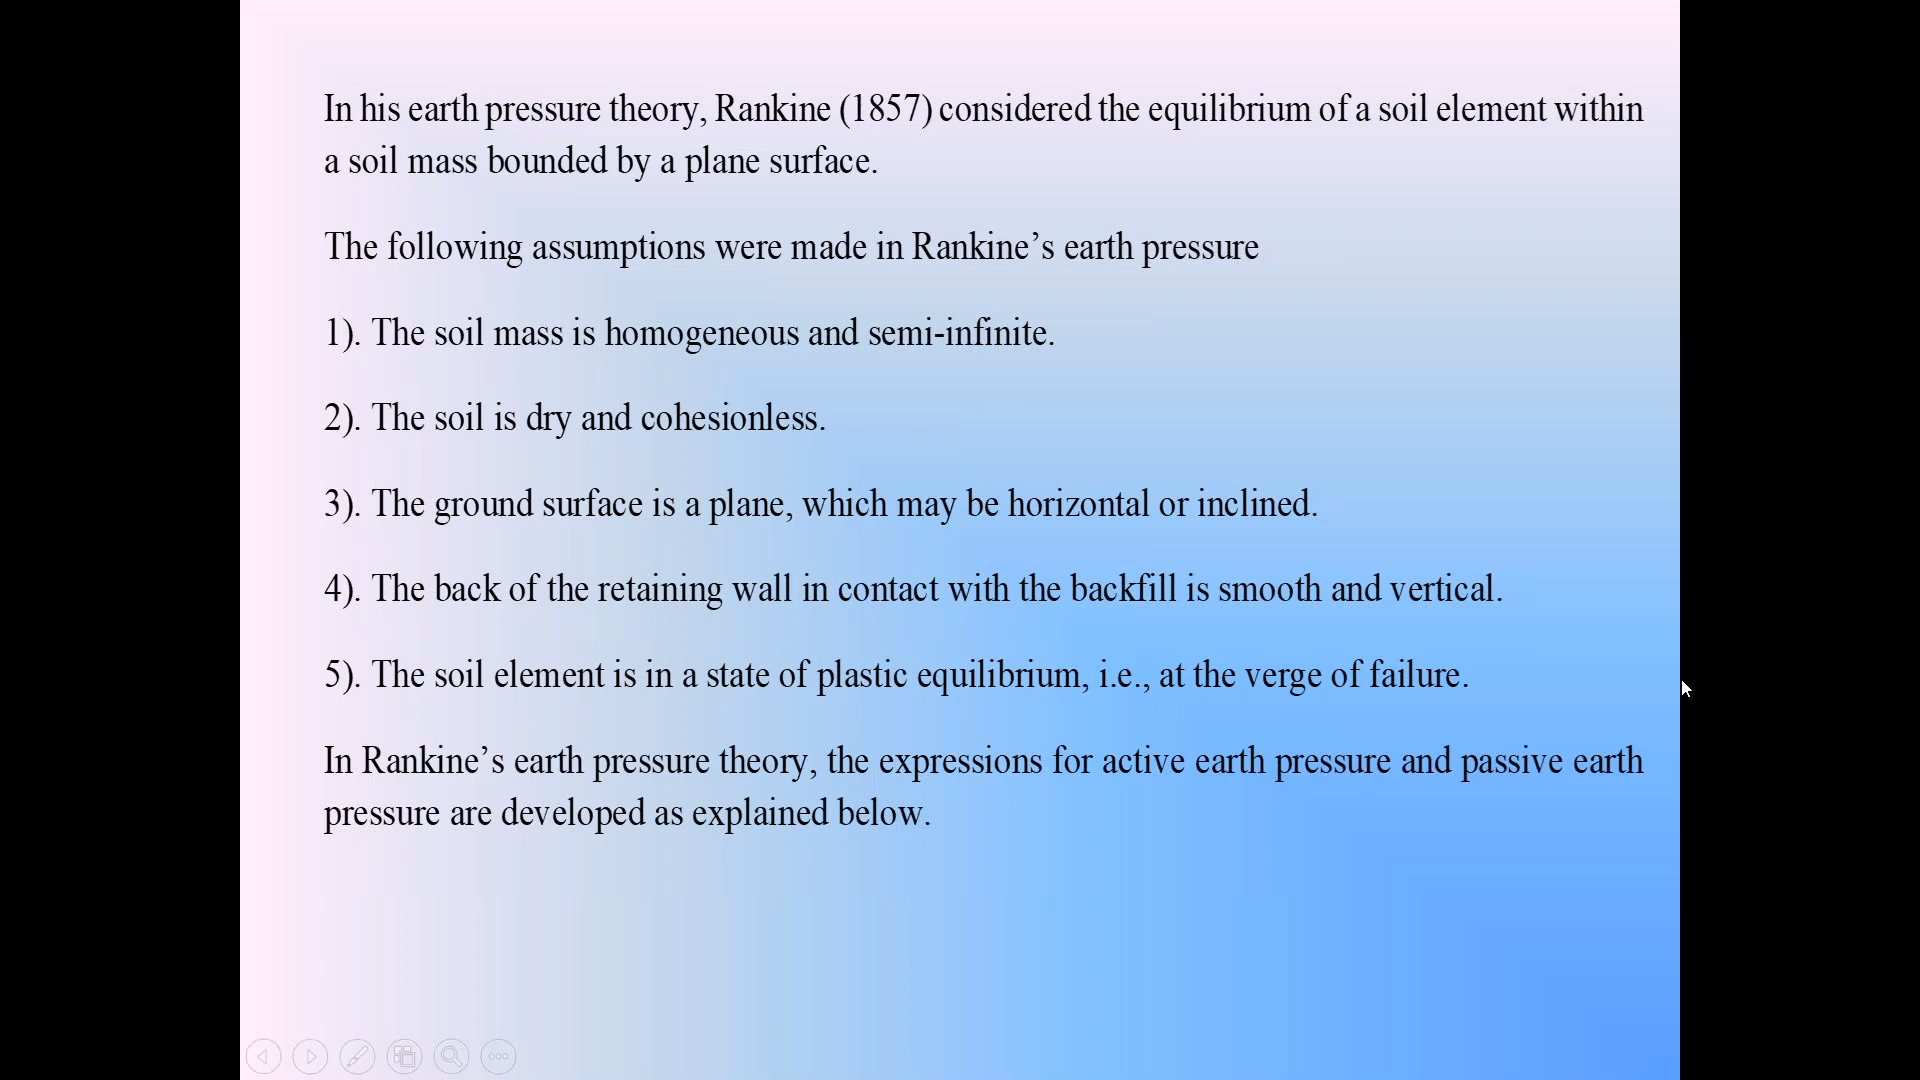 In his earth pressure theory, Rankine (1857) considered the equilibrium of a soil element within
a soil mass bounded by a plane surface.
The following assumptions were made in Rankine’s earth pressure
1). The soil mass is homogeneous and semi-infinite.
2). The soil is dry and cohesionless.
3). The ground surface is a plane, which may be horizontal or inclined.
4). The back of the retaining wall in contact with the backfill is smooth and vertical.
5). The soil element is in a state of plastic equilibrium, i.e., at the verge of failure.
In Rankine’s earth pressure theory, the expressions for active earth pressure and passive earth
pressure are developed as explained below.